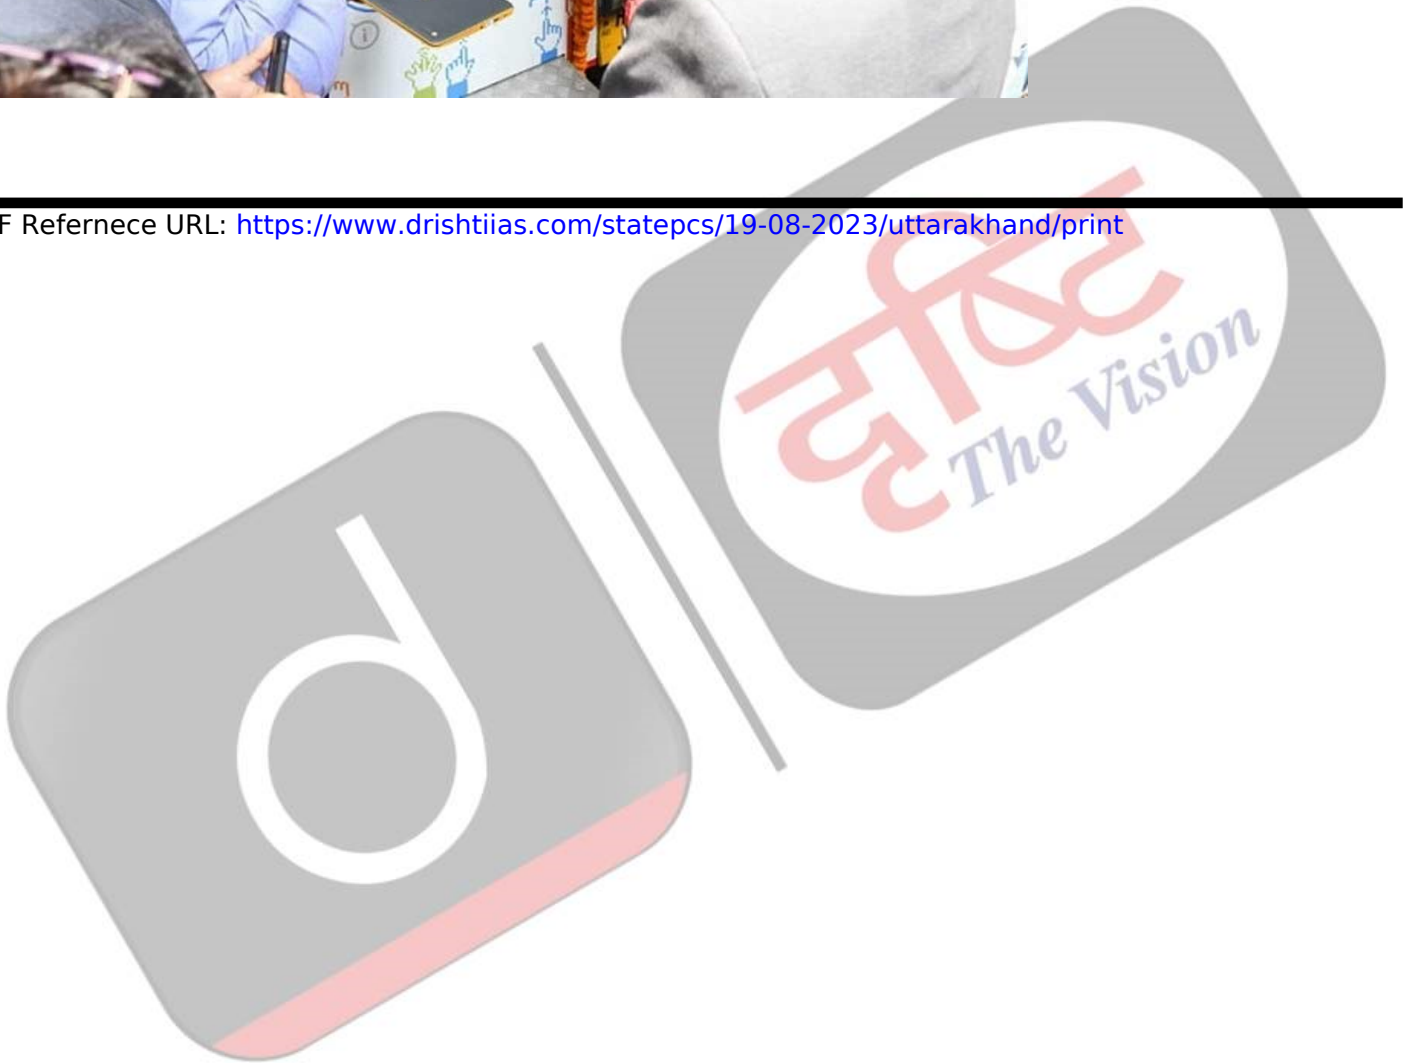 F Refernece URL: https://www.drishtiias.com/statepcs/19-08-2023/uttarakhand/print
दृष्टि
The Vision
d